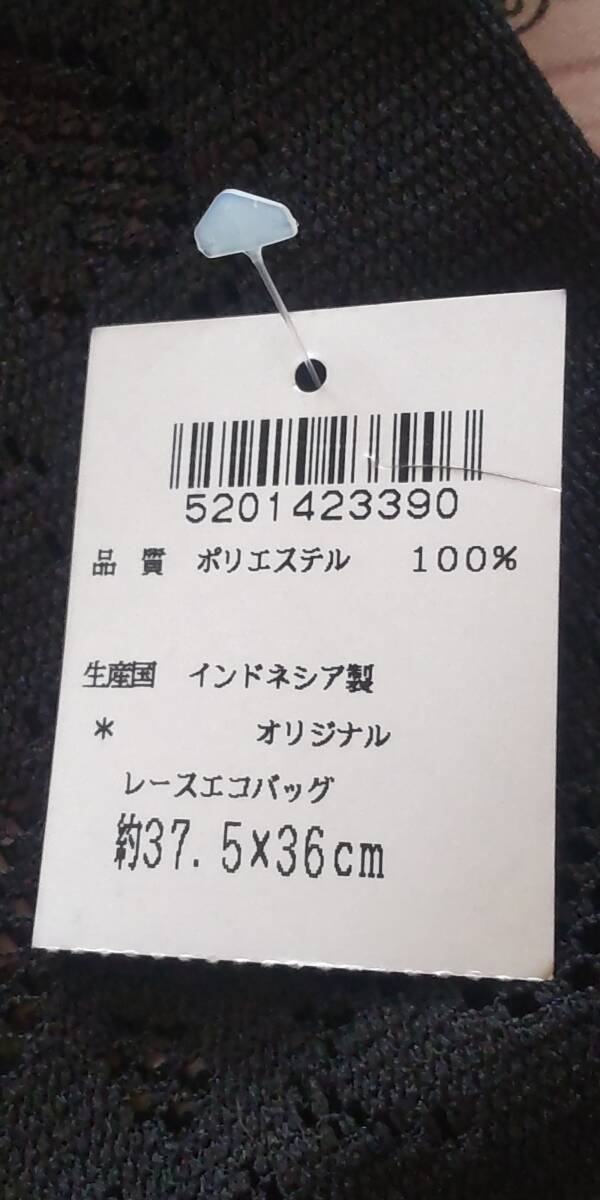 5201423390
品 質 ポリエステル 100%
生産国 インドネシア製
* オリジナル
レースエコバッグ
約37.5×36cm